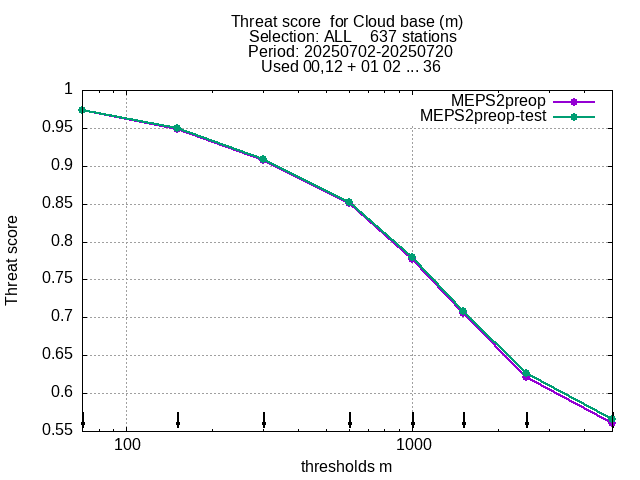 Threat score  for Cloud base (m)
Selection: ALL    637 stations
Period: 20250702-20250720
Used 00,12 + 01 02 ... 36
MEPS2preop
MEPS2preop-test
1
0.95
0.9
0.85
0.8
0.75
0.7
0.65
0.6
0.55
Threat score
100
1000
thresholds m